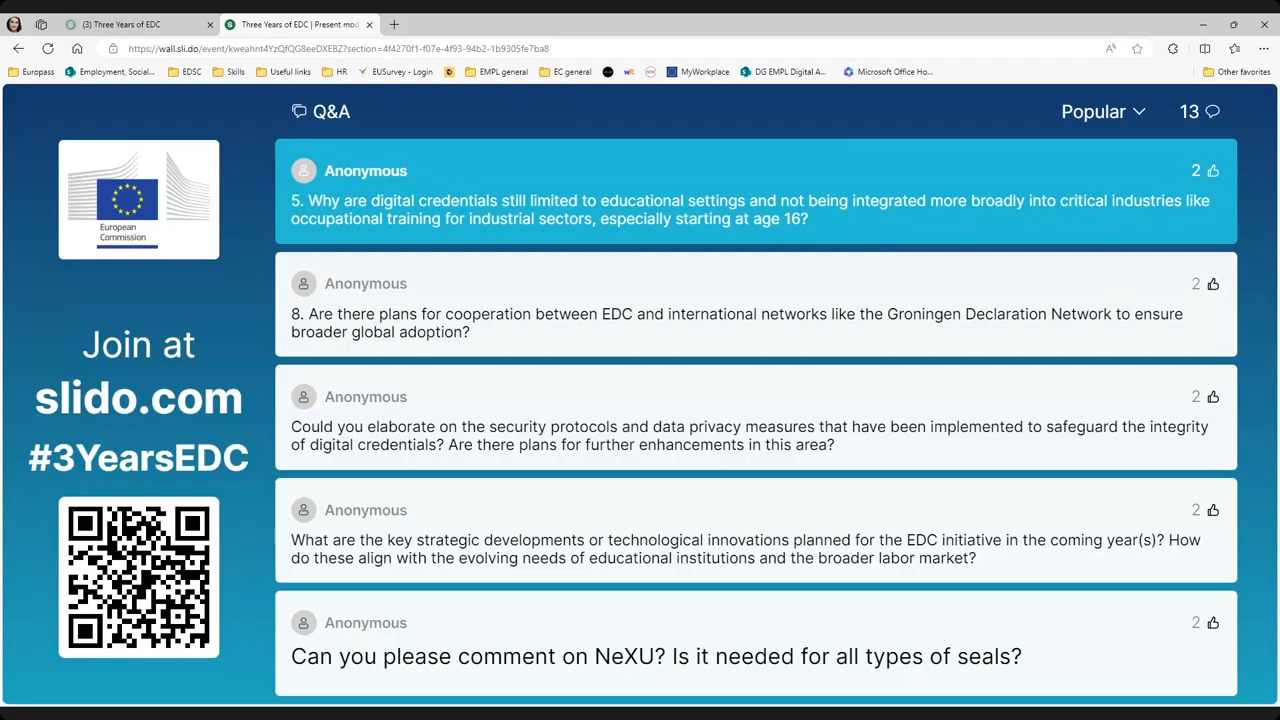 (3) Three Years of EDC
Three Years of EDC | Present mod
https://wall.sli.do/event/kweahnt4YzQfQG8eeDXEBZ?section=4f4270f1-f07e-4f93-94b2-1b9305fe7ba8
Europass
Employment, Social...
EDSC
Skills
Useful links
HR
EUSurvey - Login
EMPL general
EC general
MyWorkplace
DG EMPL Digital A...
Microsoft Office Ho...
Other favorites
European
Commission
Join at
slido.com
#3YearsEDC
Q&A
Popular
13
Anonymous
2
5. Why are digital credentials still limited to educational settings and not being integrated more broadly into critical industries like
occupational training for industrial sectors, especially starting at age 16?
Anonymous
2
8. Are there plans for cooperation between EDC and international networks like the Groningen Declaration Network to ensure
broader global adoption?
Anonymous
2
Could you elaborate on the security protocols and data privacy measures that have been implemented to safeguard the integrity
of digital credentials? Are there plans for further enhancements in this area?
Anonymous
2
What are the key strategic developments or technological innovations planned for the EDC initiative in the coming year(s)? How
do these align with the evolving needs of educational institutions and the broader labor market?
Anonymous
2
Can you please comment on NeXU? Is it needed for all types of seals?